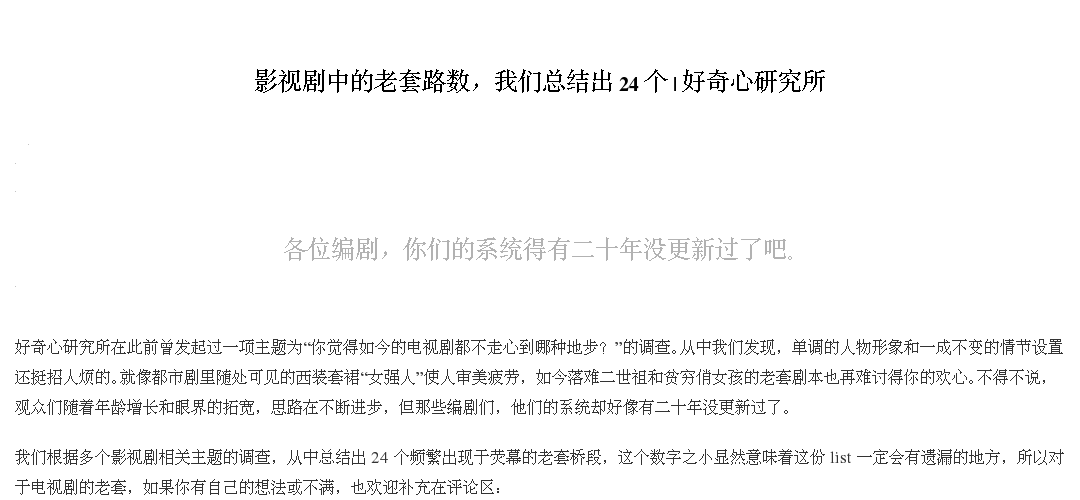 影视剧中的老套路数，我们总结出 24 个 | 好奇心研究所
各位编剧，你们的系统得有二十年没更新过了吧。
好奇心研究所在此前曾发起过一项主题为“你觉得如今的电视剧都不走心到哪种地步？”的调查。从中我们发现，单调的人物形象和一成不变的情节设置
还挺招人烦的。就像都市剧里随处可见的西装套裙“女强人”使人审美疲劳，如今落难二世祖和贫穷俏女孩的老套剧本也再难讨得你的欢心。不得不说，
观众们随着年龄增长和眼界的拓宽，思路在不断进步，但那些编剧们，他们的系统却好像有二十年没更新过了。
我们根据多个影视剧相关主题的调查，从中总结出 24 个频繁出现于荧幕的老套桥段，这个数字之小显然意味着这份 list 一定会有遗漏的地方，所以对
于电视剧的老套，如果你有自己的想法或不满，也欢迎补充在评论区：